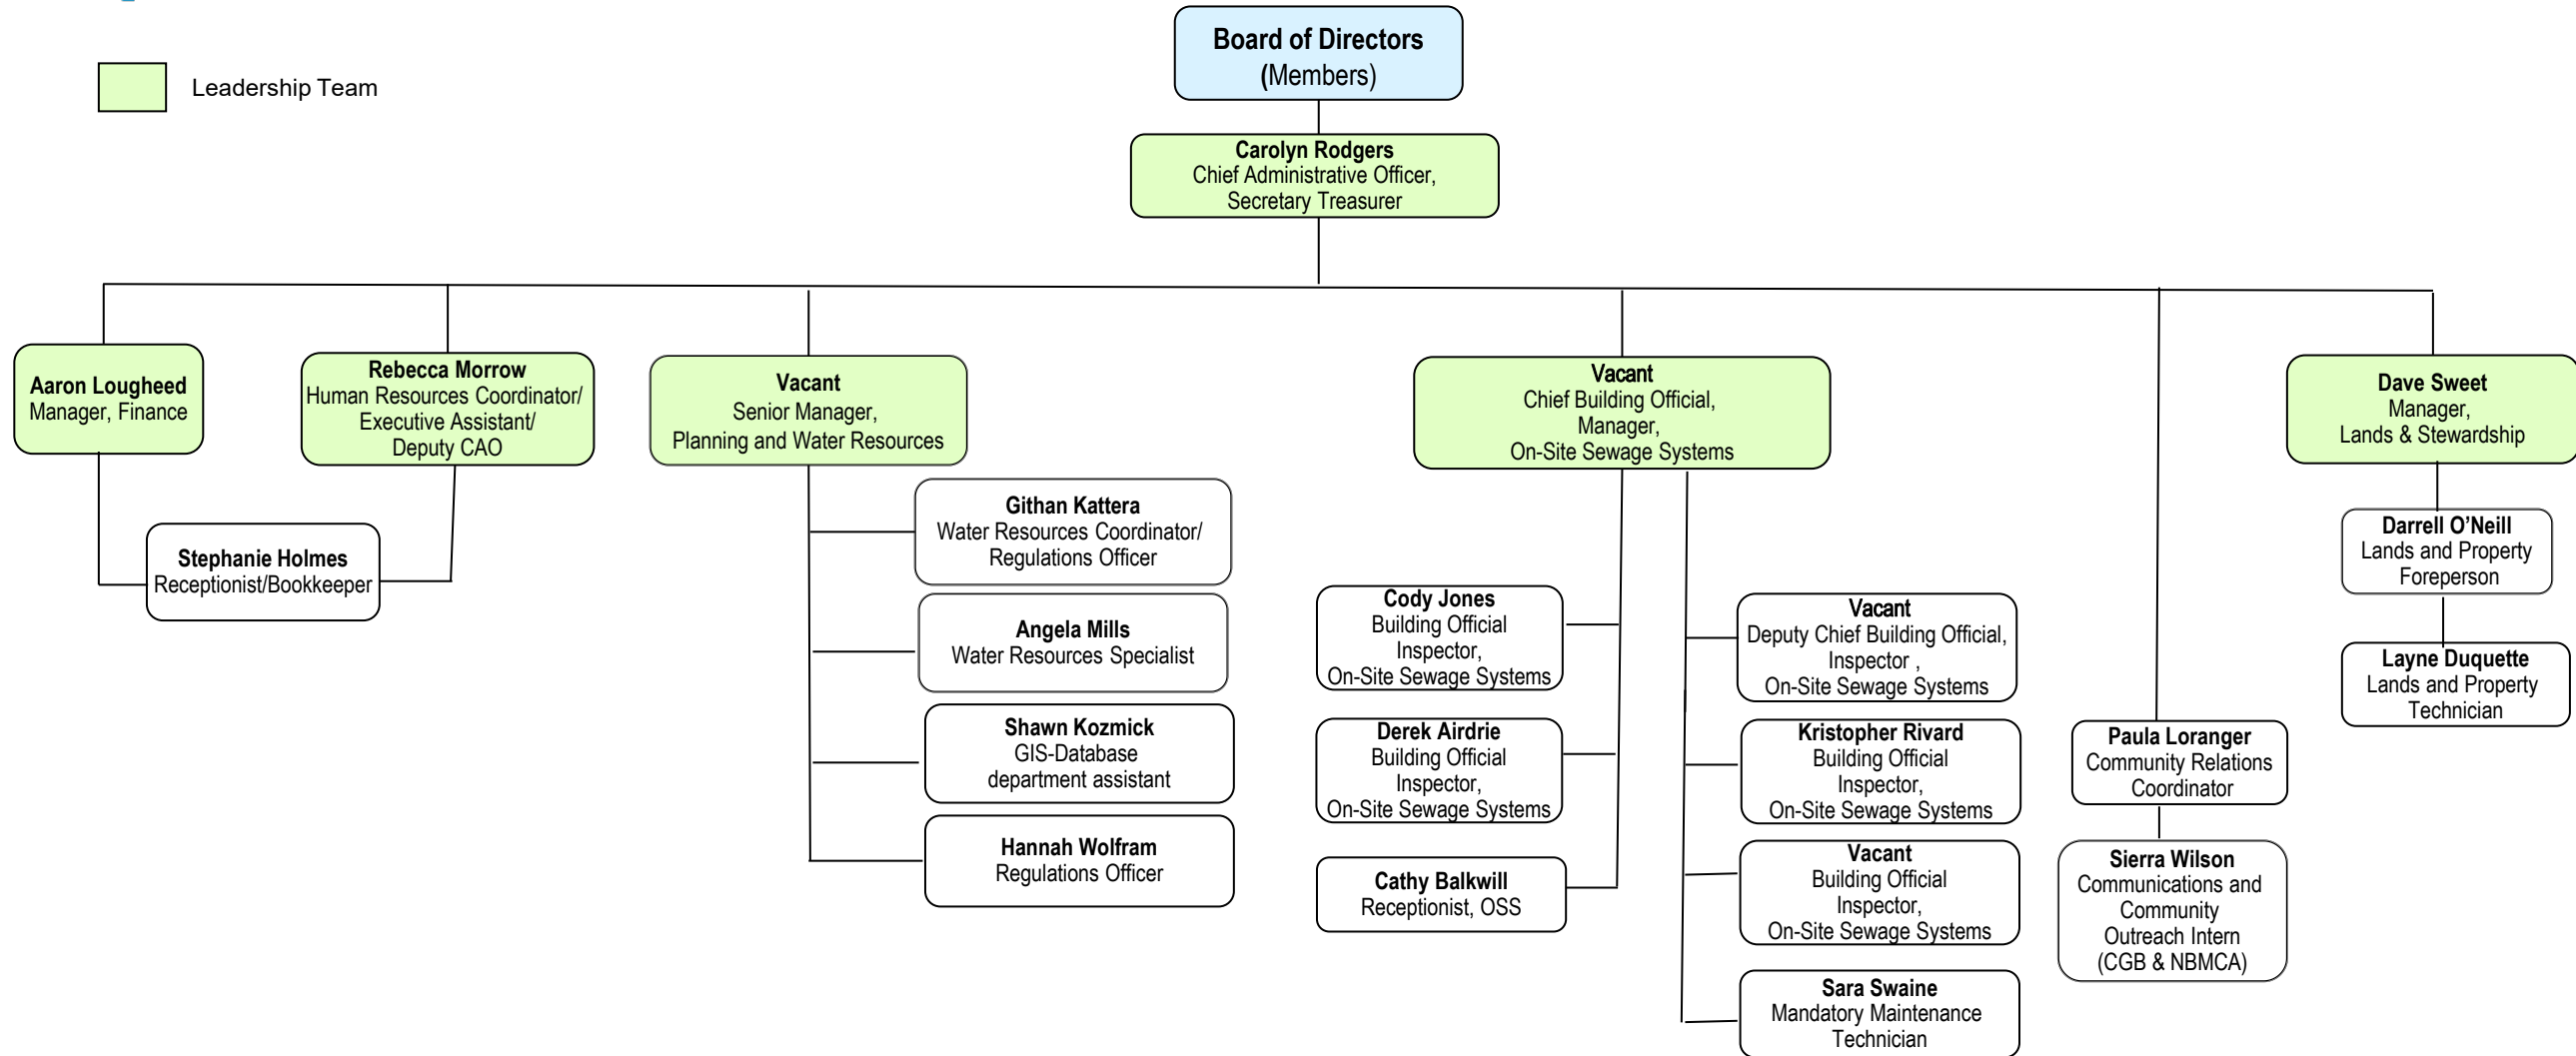 Board of Directors
(Members)
Leadership Team
Carolyn Rodgers
Chief Administrative Officer,
Secretary Treasurer
Aaron Lougheed
Manager, Finance
Rebecca Morrow
Human Resources Coordinator/
Executive Assistant/
Deputy CAO
Stephanie Holmes
Receptionist/Bookkeeper
Vacant
Senior Manager,
Planning and Water Resources
Githan Kattera
Water Resources Coordinator/
Regulations Officer
Angela Mills
Water Resources Specialist
Shawn Kozmick
GIS-Database
department assistant
Hannah Wolfram
Regulations Officer
Vacant
Chief Building Official,
Manager,
On-Site Sewage Systems
Cody Jones
Building Official
Inspector,
On-Site Sewage Systems
Derek Airdrie
Building Official
Inspector,
On-Site Sewage Systems
Cathy Balkwill
Receptionist, OSS
Vacant
Deputy Chief Building Official,
Inspector ,
On-Site Sewage Systems
Kristopher Rivard
Building Official
Inspector,
On-Site Sewage Systems
Vacant
Building Official
Inspector,
On-Site Sewage Systems
Sara Swaine
Mandatory Maintenance
Technician
Paula Loranger
Community Relations
Coordinator
Sierra Wilson
Communications and
Community
Outreach Intern
(CGB & NBMCA)
Dave Sweet
Manager,
Lands & Stewardship
Darrell O’Neill
Lands and Property
Foreperson
Layne Duquette
Lands and Property
Technician